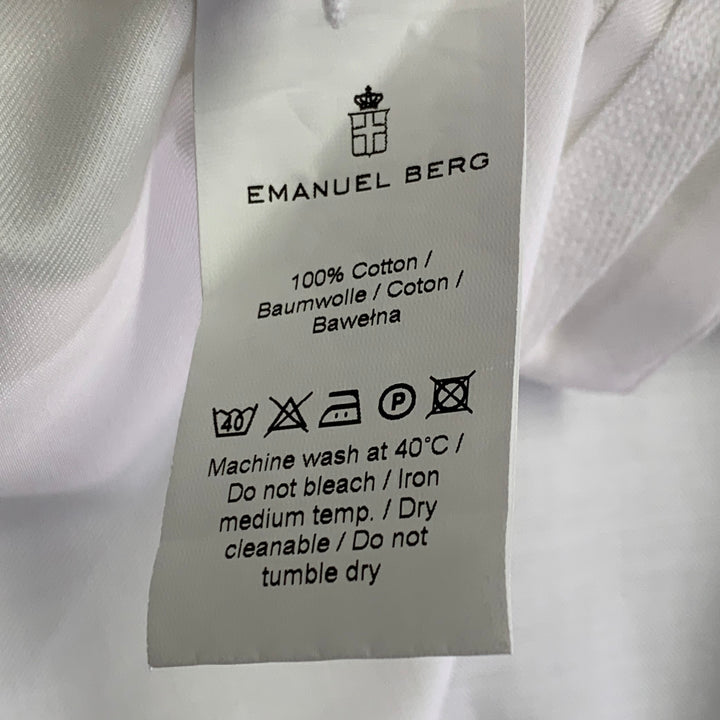 EMANUEL BERG
100% Cotton /
Baumwolle / Coton /
Bawełna
40 P
Machine wash at 40°C /
Do not bleach / Iron
medium temp. / Dry
cleanable / Do not
tumble dry